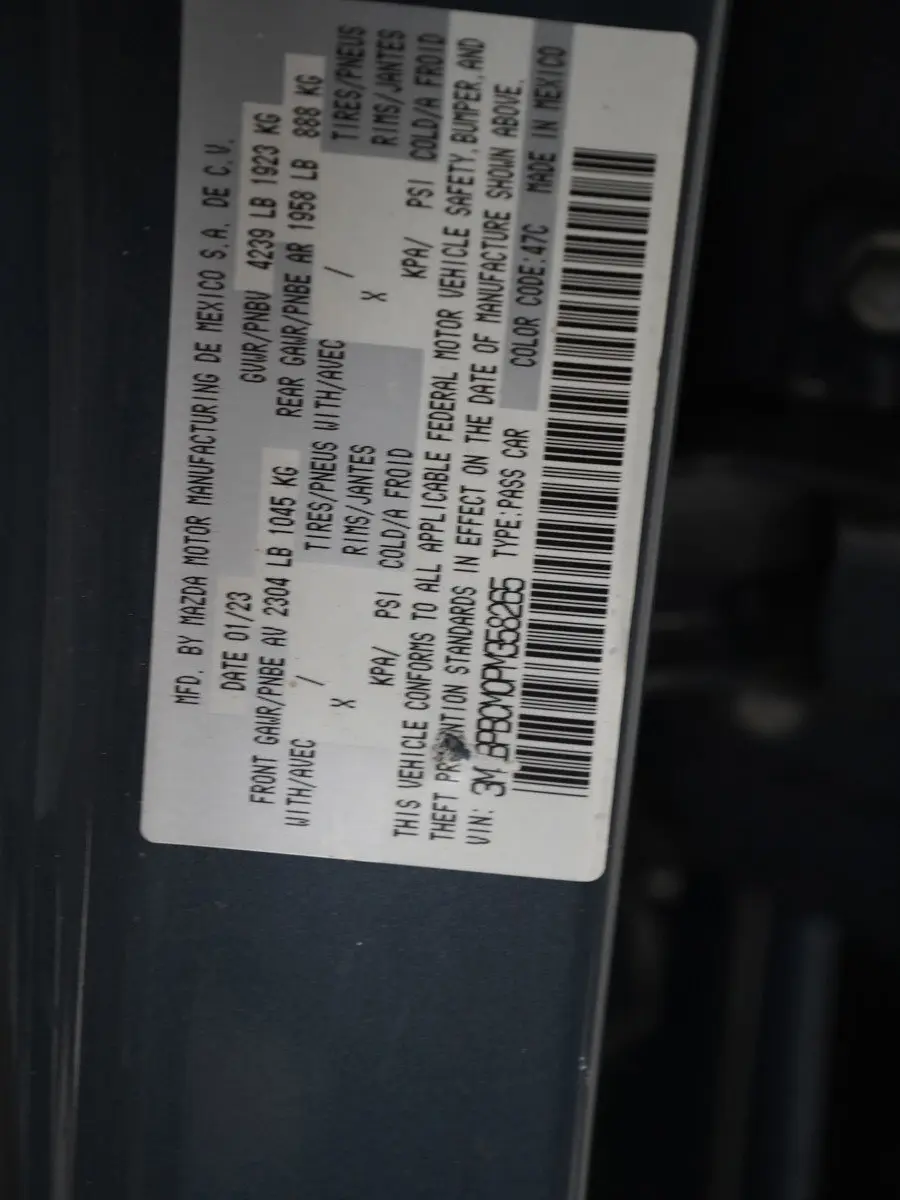 MFD. BY MAZDA MOTOR MANUFACTURING DE MEXICO S.A. DE C.V.
DATE 01/23 GVWR/PNBV 4239 LB 1923 KG
FRONT GAWR/PNBE AV 2304 LB 1045 KG REAR GAWR/PNBE AR 1958 LB 888 KG
WITH/AVEC / TIRES/PNEUS WITH/AVEC / TIRES/PNEUS
X RIMS/JANTES X RIMS/JANTES
KPA/ PSI COLD/A FROID KPA/ PSI COLD/A FROID
THIS VEHICLE CONFORMS TO ALL APPLICABLE FEDERAL MOTOR VEHICLE SAFETY, BUMPER, AND
THEFT PREVENTION STANDARDS IN EFFECT ON THE DATE OF MANUFACTURE SHOWN ABOVE.
VIN: TYPE:PASS CAR COLOR CODE:47C MADE IN MEXICO